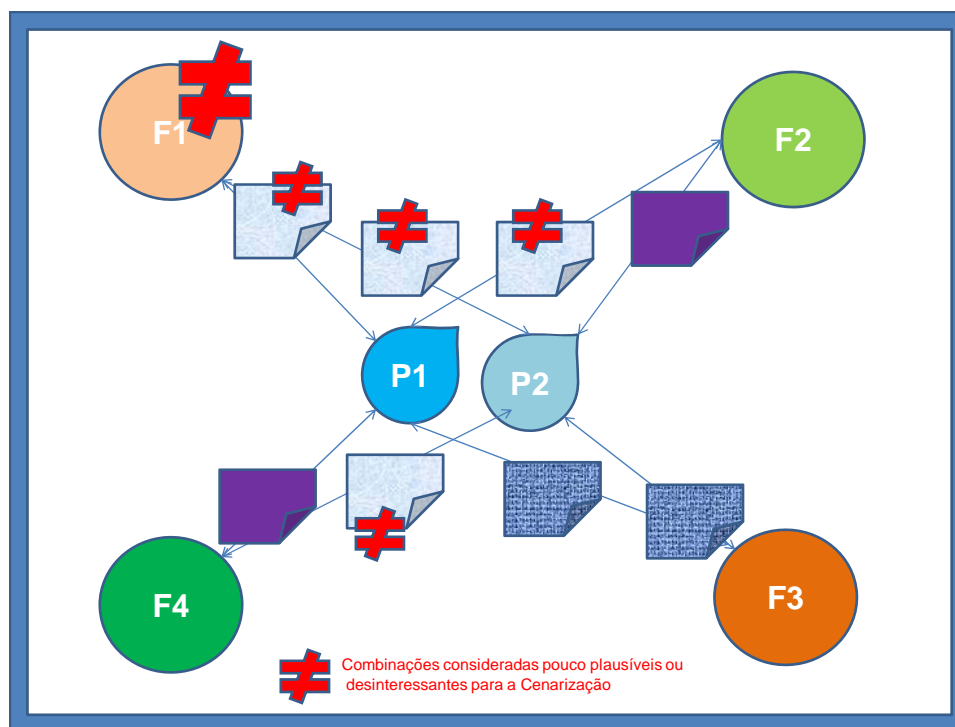 F1
F2
P1
P2
F4
F3
Combinações consideradas pouco plausíveis ou
desinteressantes para a Cenarização